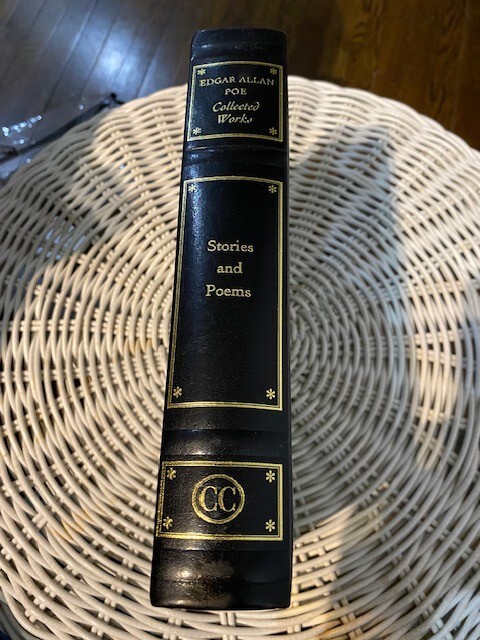 EDGAR ALLAN
POE
Collected
Works
Stories
and
Poems
CC